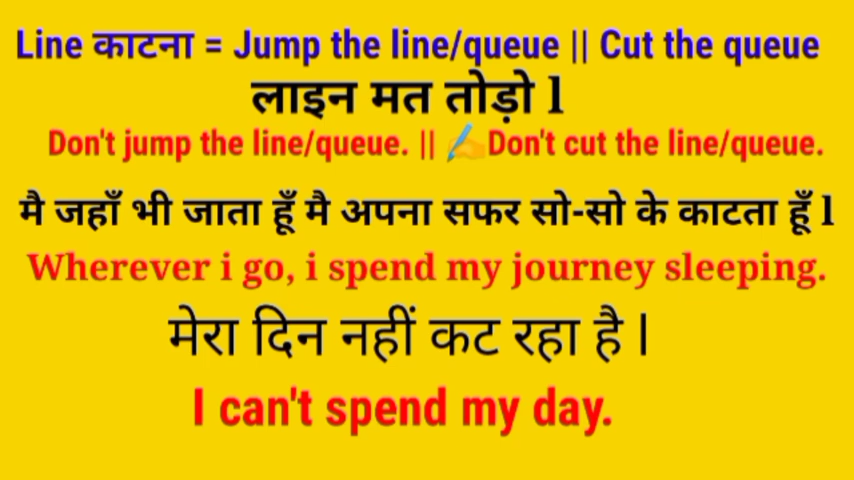 Line काटना = Jump the line/queue || Cut the queue
लाइन मत तोड़ो l
Don't jump the line/queue. || ✍️Don't cut the line/queue.
मै जहाँ भी जाता हूँ मै अपना सफर सो-सो के काटता हूँ l
Wherever i go, i spend my journey sleeping.
मेरा दिन नहीं कट रहा है l
I can't spend my day.